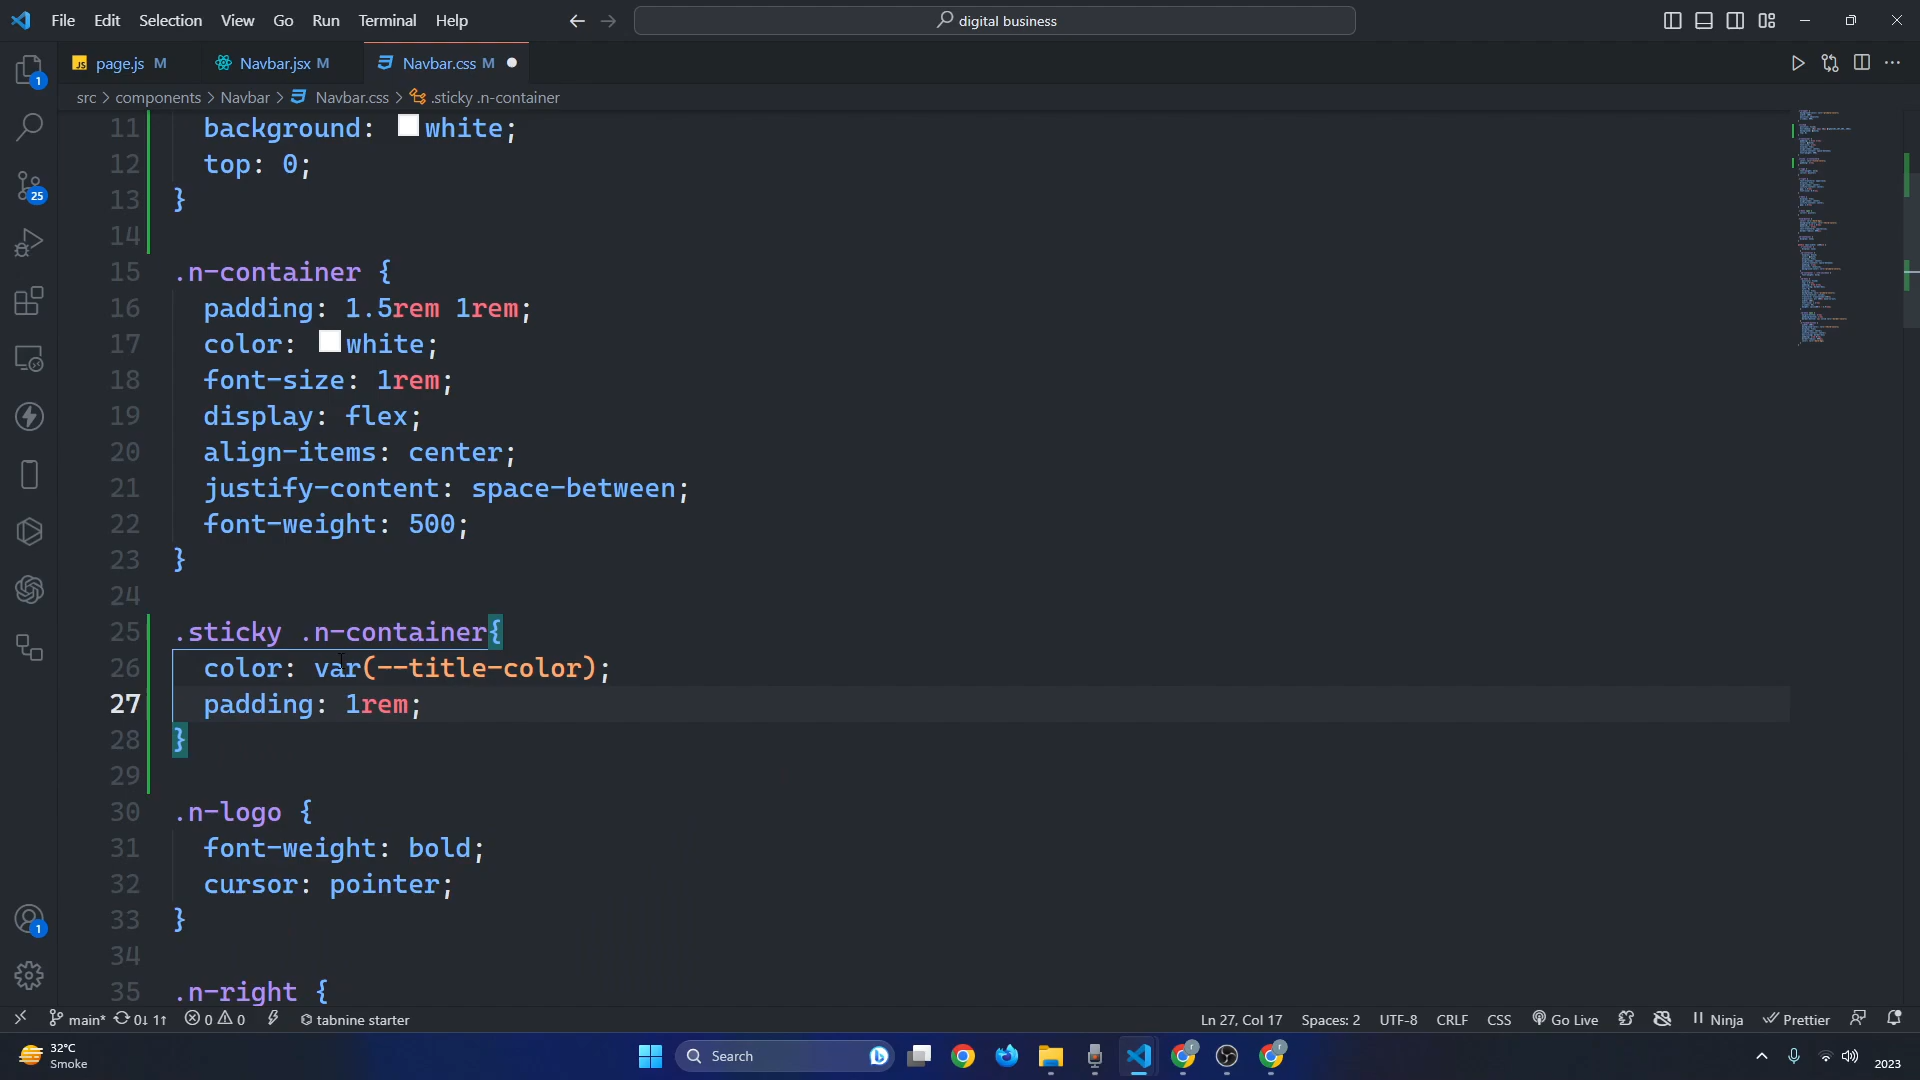 File Edit Selection View Go Run Terminal Help
digital business
JS page.js M
Navbar.jsx M
Navbar.css M
src > components > Navbar > Navbar.css > .sticky .n-container
11 background: white;
12 top: 0;
13 }
14
15 .n-container {
16 padding: 1.5rem 1rem;
17 color: white;
18 font-size: 1rem;
19 display: flex;
20 align-items: center;
21 justify-content: space-between;
22 font-weight: 500;
23 }
24
25 .sticky .n-container{
26 color: var(--title-color);
27 padding: 1rem;
28 }
29
30 .n-logo {
31 font-weight: bold;
32 cursor: pointer;
33 }
34
35 .n-right {
1
25
1
main* 0↓ 1↑ 0 0 tabnine starter
Ln 27, Col 17 Spaces: 2 UTF-8 CRLF CSS Go Live Ninja Prettier
32°C
Smoke
Search
2023